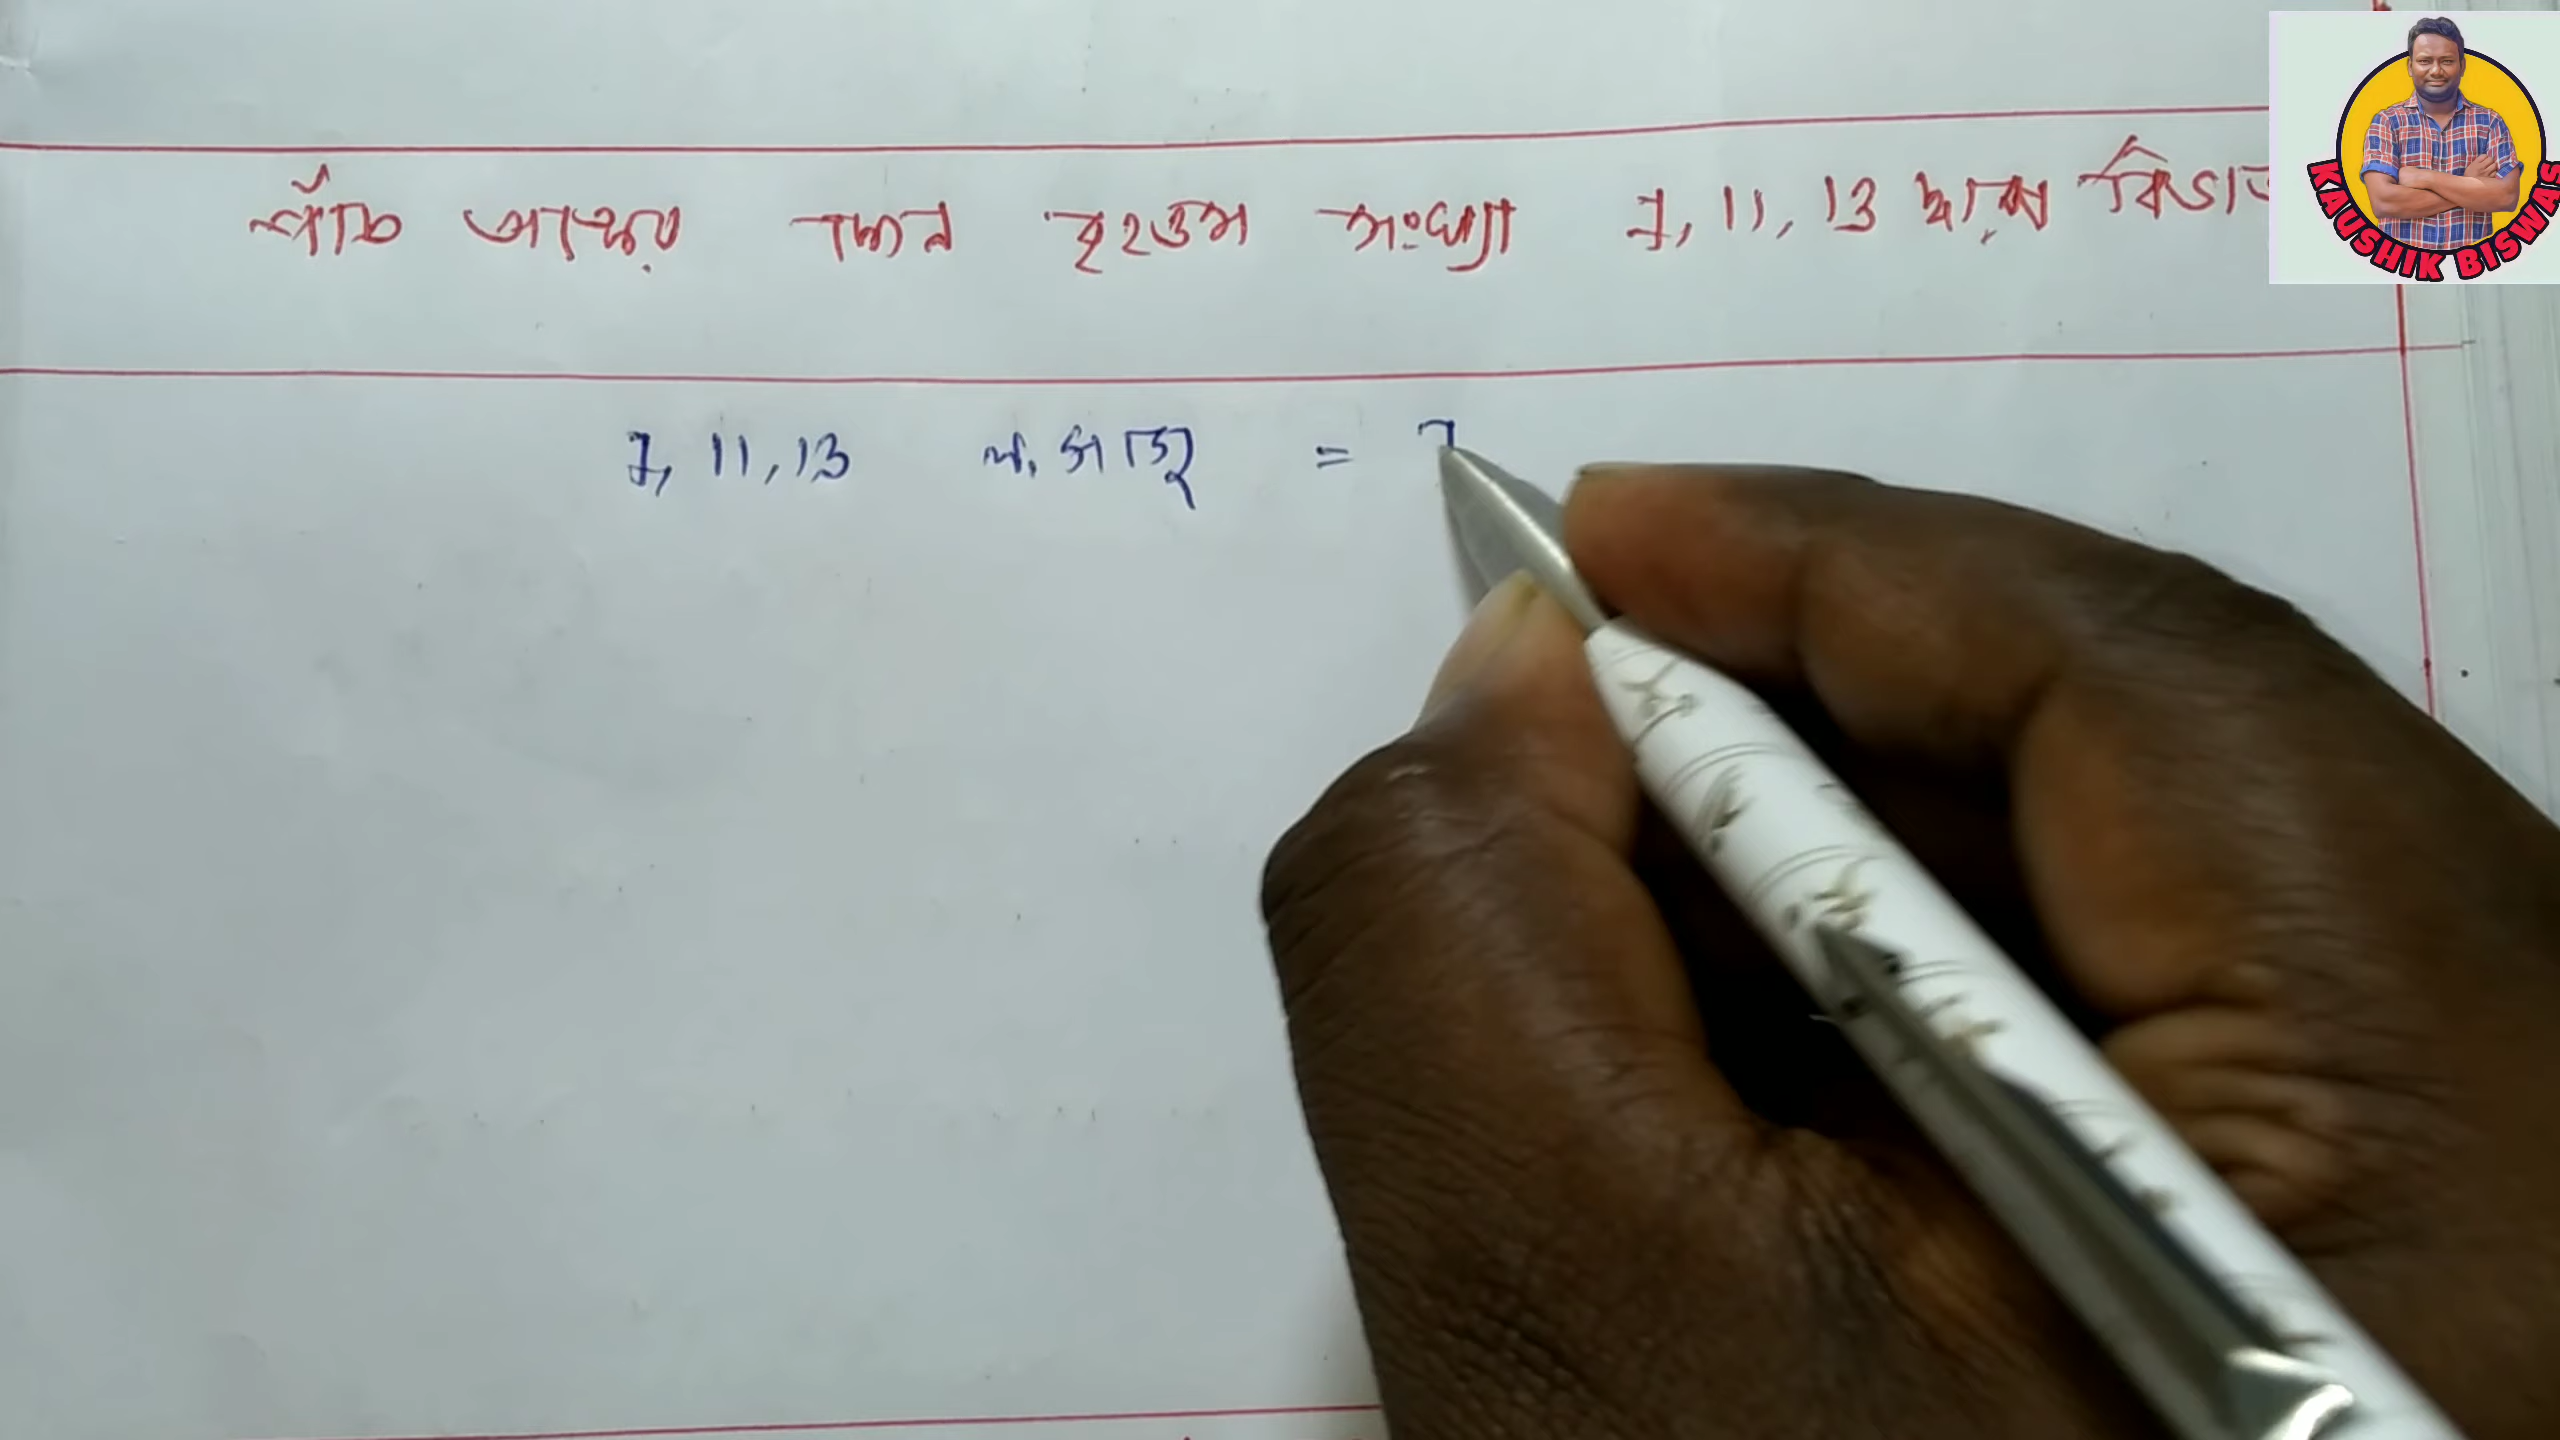 পাঁচ অঙ্কের কোন বৃহত্তম সংখ্যা 7, 11, 13 দ্বারা বিভাজ
KAUSHIK BISWAS
7, 11, 13 ল.সা.গু = 7